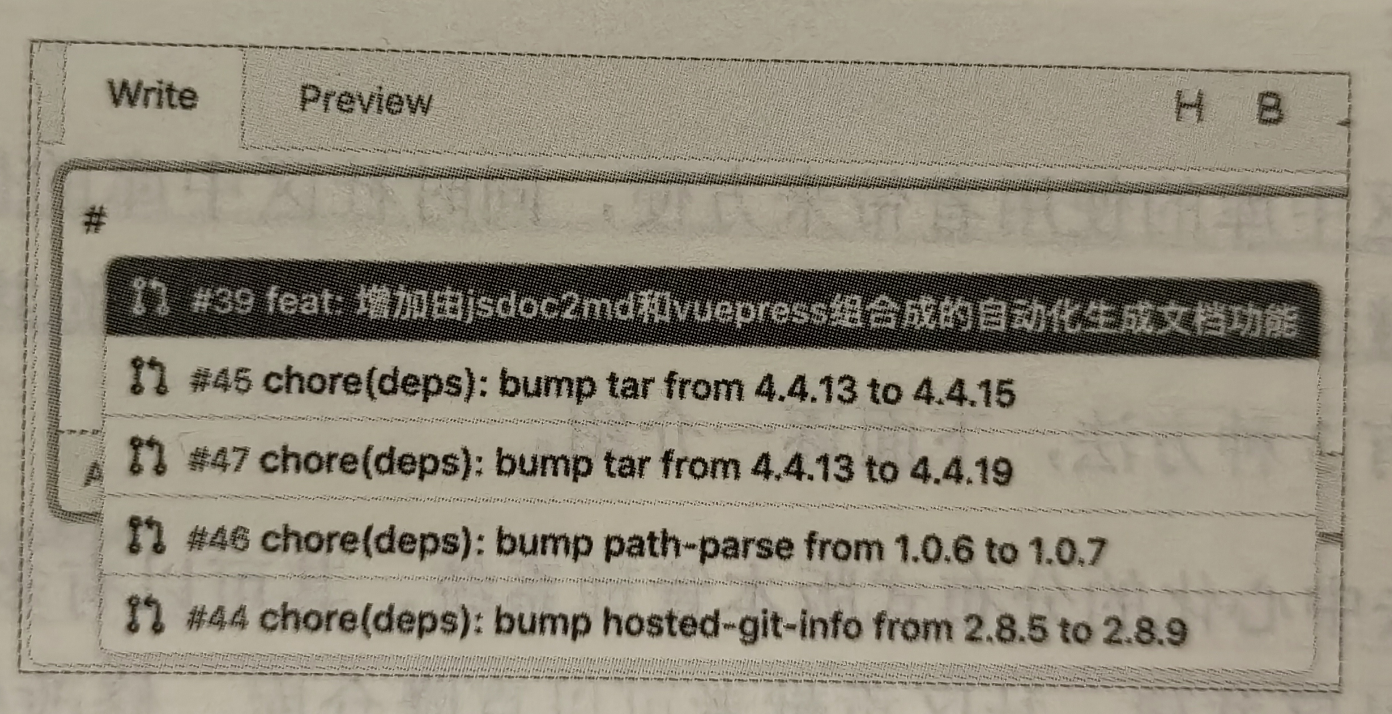 Write Preview H B
#
#39 feat: 增加由jsdoc2md和vuepress组合成的自动化生成文档功能
#45 chore(deps): bump tar from 4.4.13 to 4.4.15
#47 chore(deps): bump tar from 4.4.13 to 4.4.19
#46 chore(deps): bump path-parse from 1.0.6 to 1.0.7
#44 chore(deps): bump hosted-git-info from 2.8.5 to 2.8.9